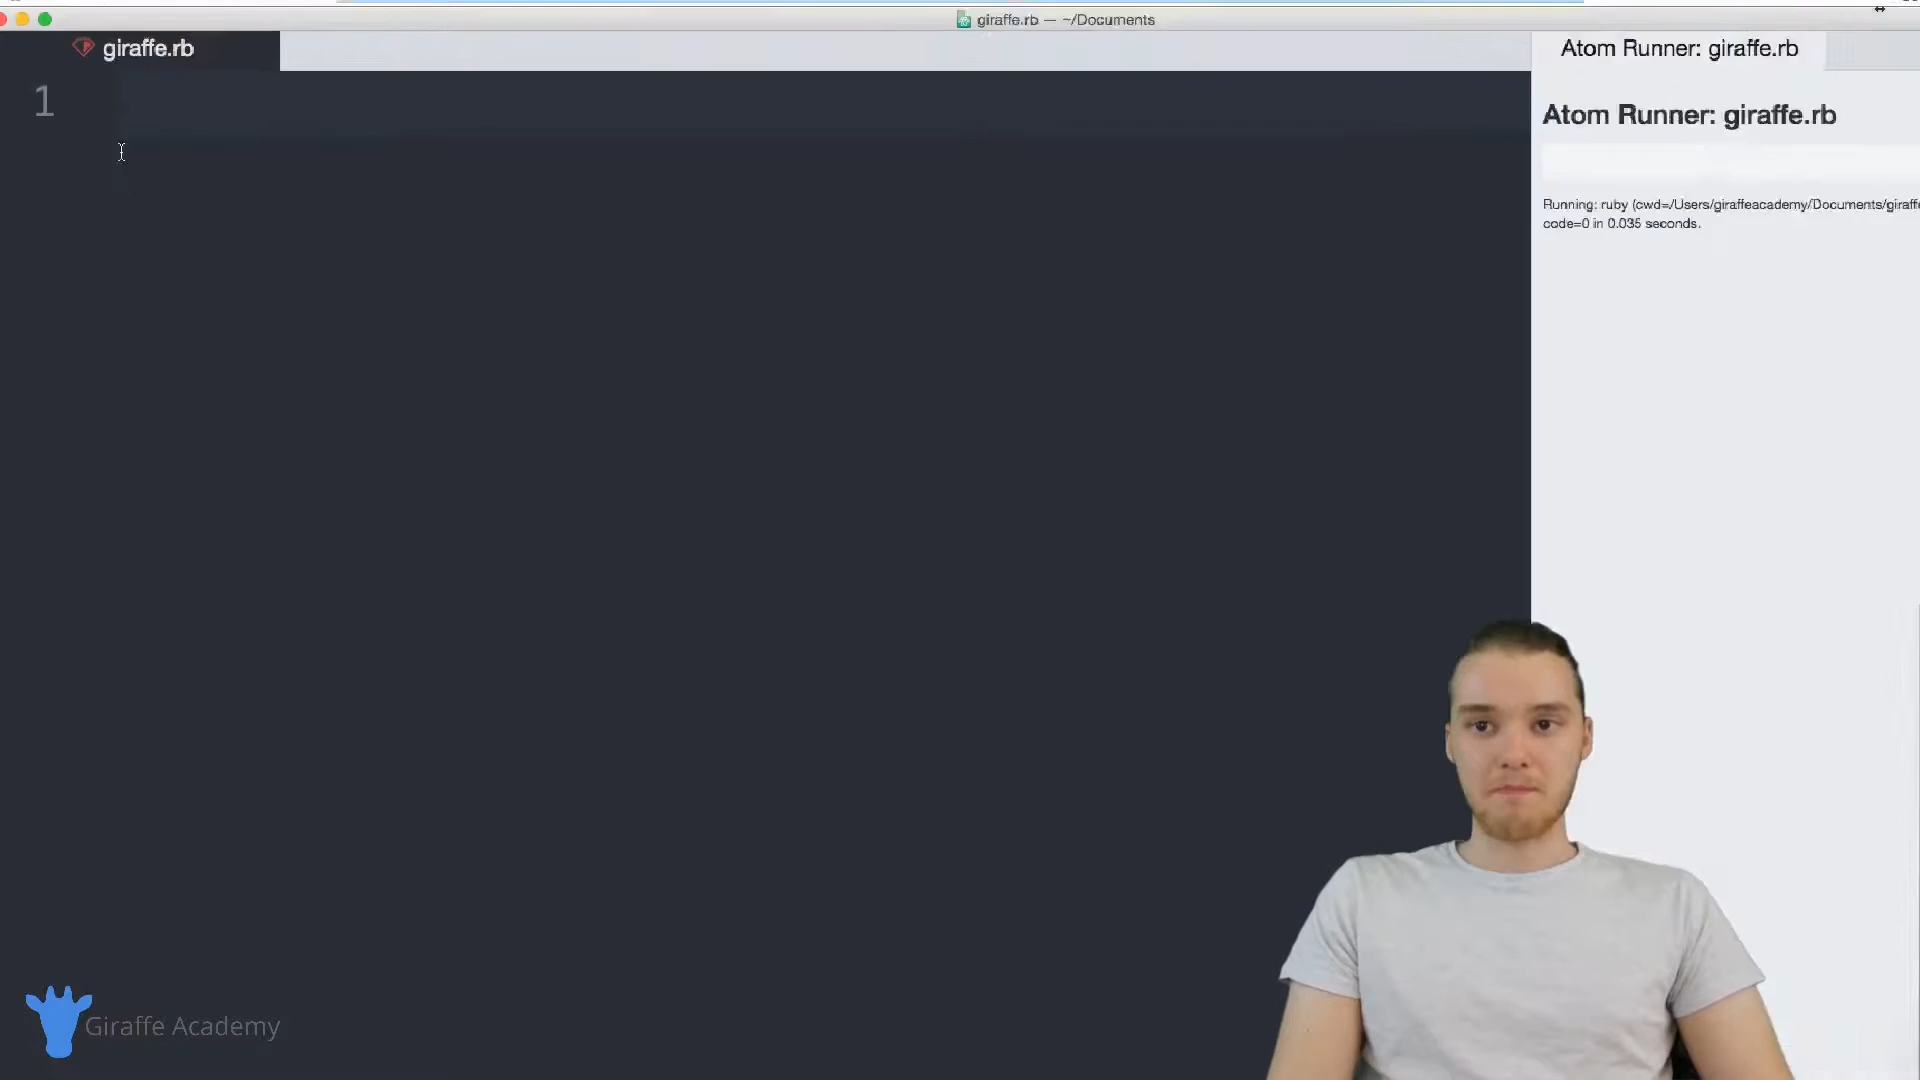 giraffe.rb — ~/Documents
giraffe.rb
Atom Runner: giraffe.rb
1
Atom Runner: giraffe.rb
Running: ruby (cwd=/Users/giraffeacademy/Documents/giraffe
code=0 in 0.035 seconds.
Giraffe Academy